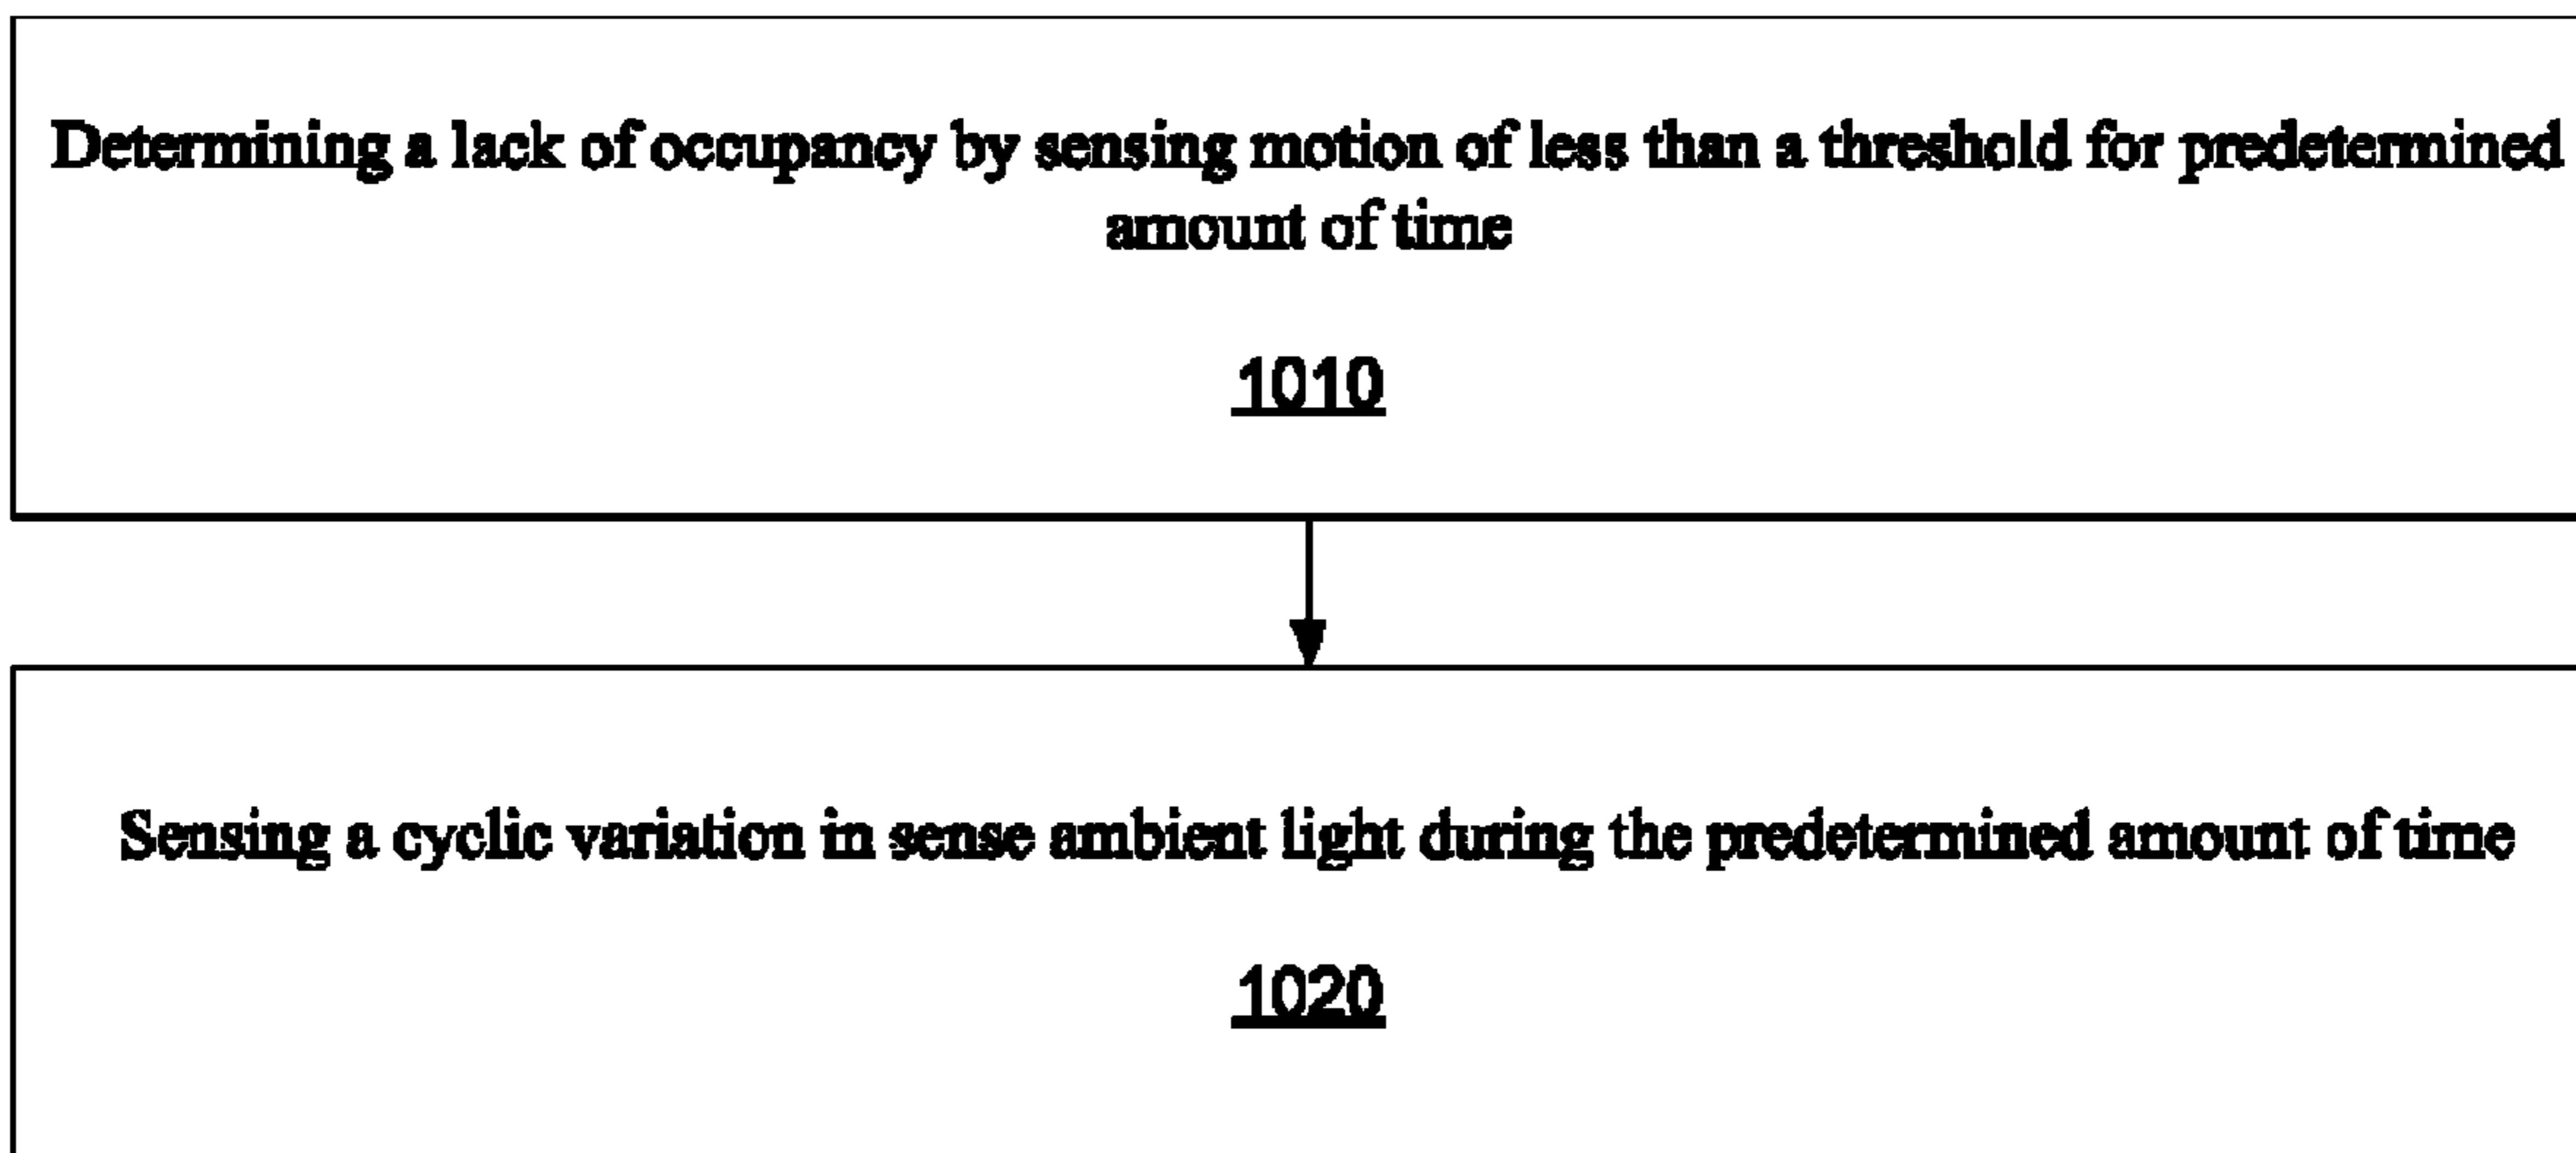 Determining a lack of occupancy by sensing motion of less than a threshold for predetermined
amount of time
1010
Sensing a cyclic variation in sense ambient light during the predetermined amount of time
1020